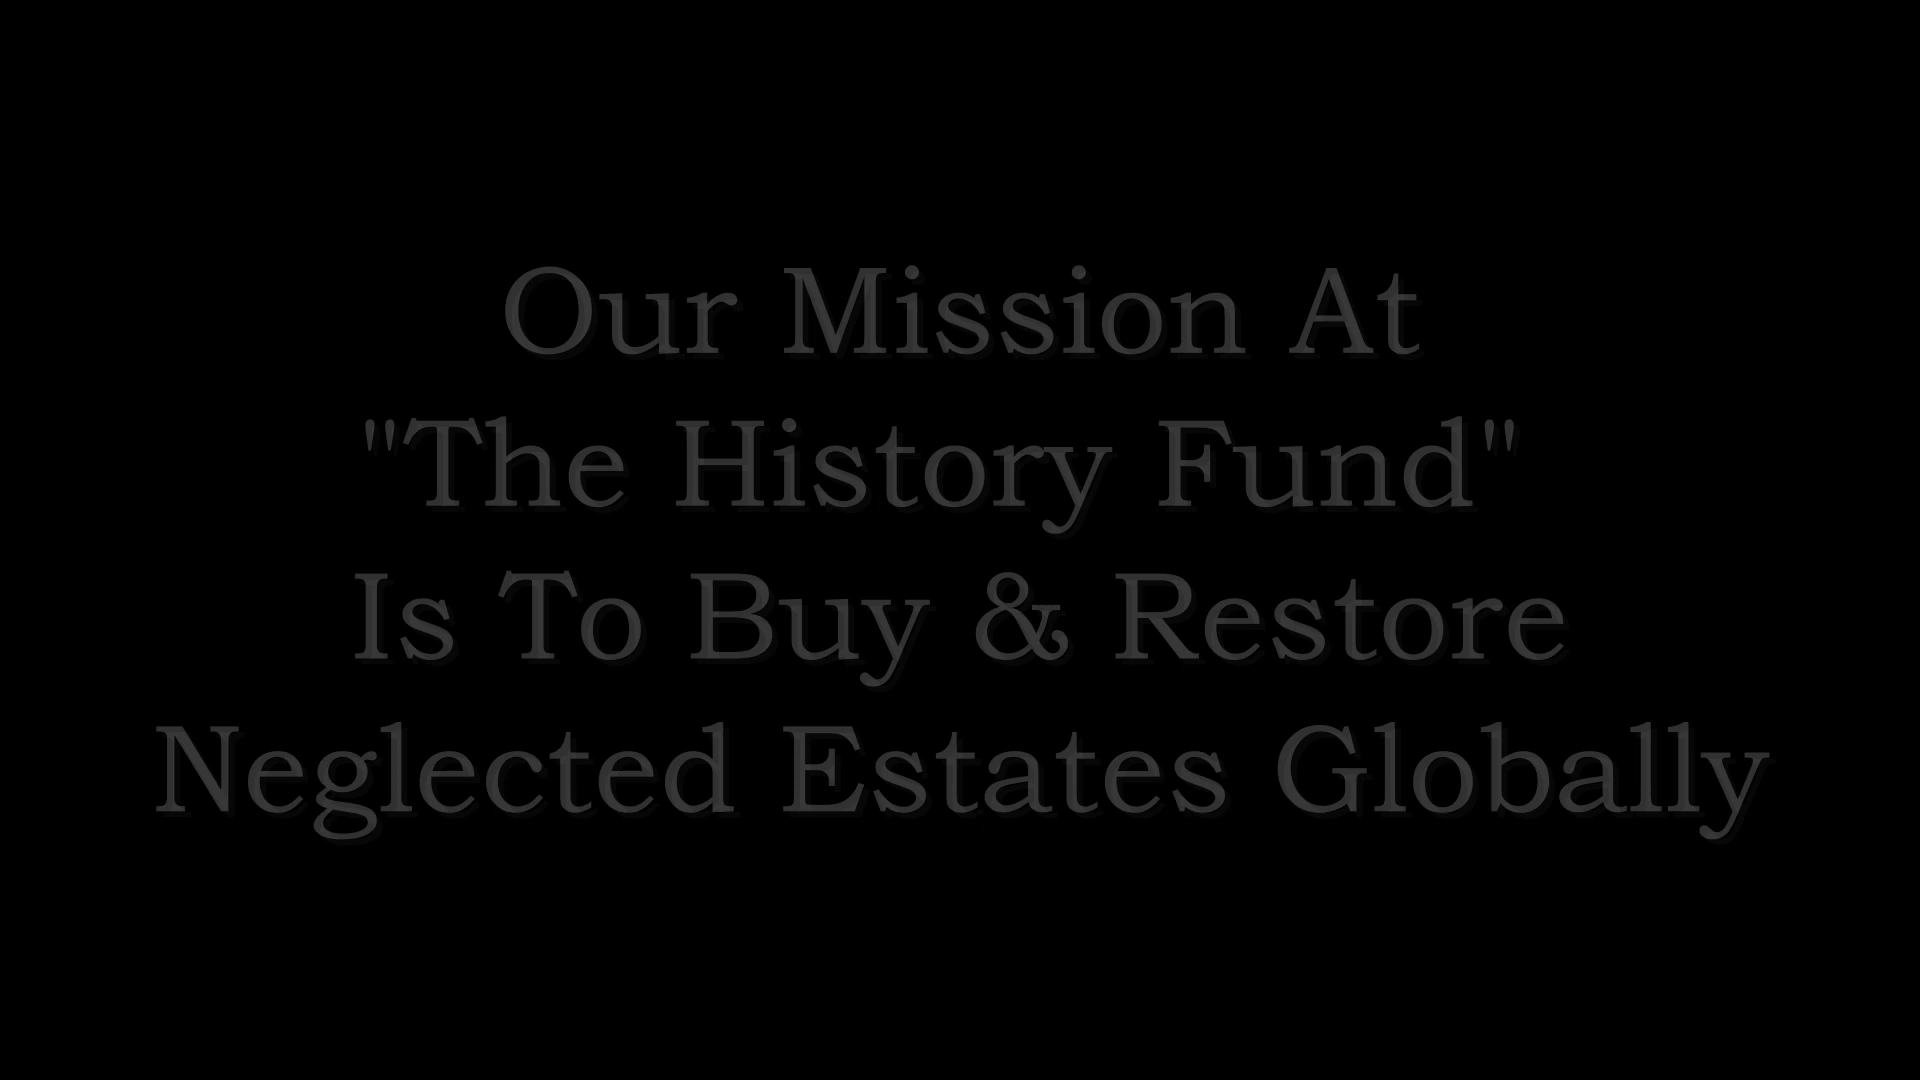 Our Mission At
"The History Fund"
Is To Buy & Restore
Neglected Estates Globally